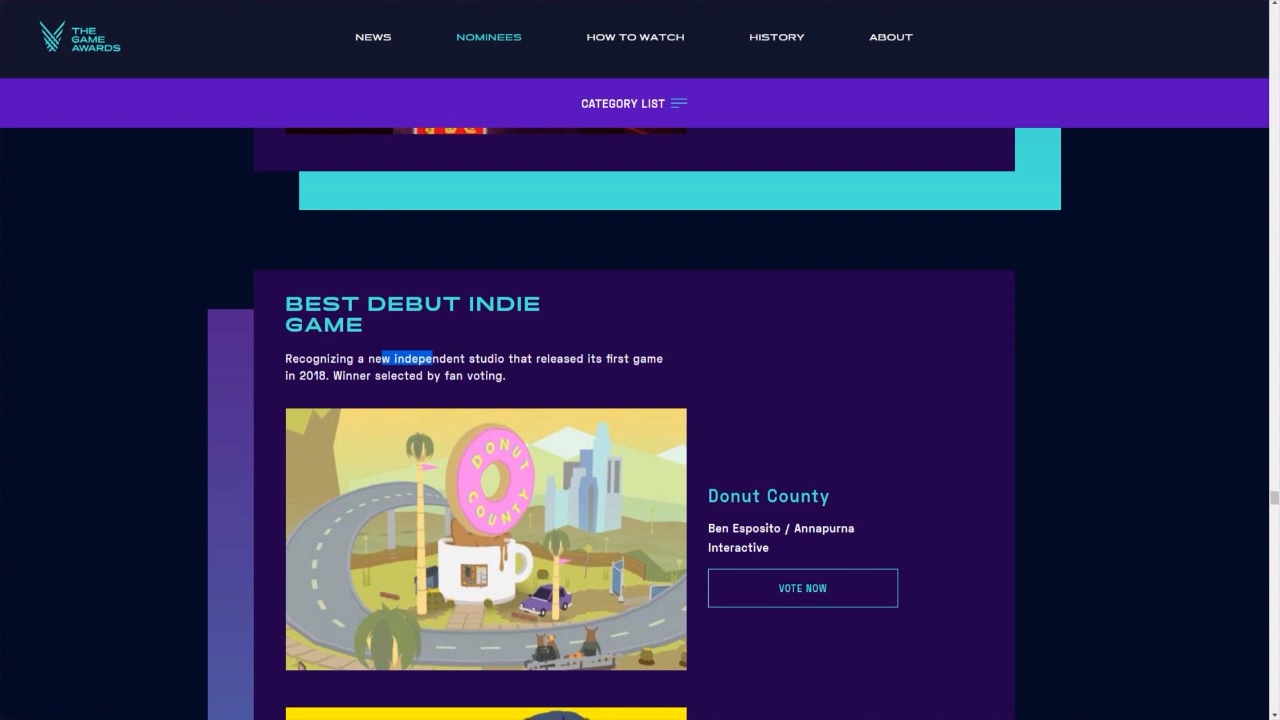 THE
GAME
AWARDS
NEWS
NOMINEES
HOW TO WATCH
HISTORY
ABOUT
CATEGORY LIST
BEST DEBUT INDIE
GAME
Recognizing a new independent studio that released its first game
in 2018. Winner selected by fan voting.
DONUT
COUNTY
Donut County
Ben Esposito / Annapurna
Interactive
VOTE NOW